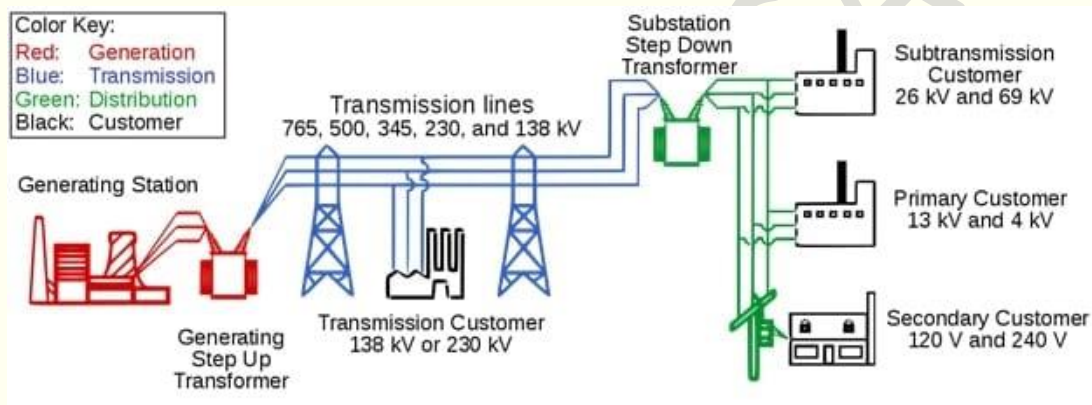 Color Key:
Red: Generation
Blue: Transmission
Green: Distribution
Black: Customer
Substation
Step Down
Transformer
Subtransmission
Customer
26 kV and 69 kV
Transmission lines
765, 500, 345, 230, and 138 kV
Generating Station
Primary Customer
13 kV and 4 kV
Transmission Customer
138 kV or 230 kV
Generating
Step Up
Transformer
Secondary Customer
120 V and 240 V